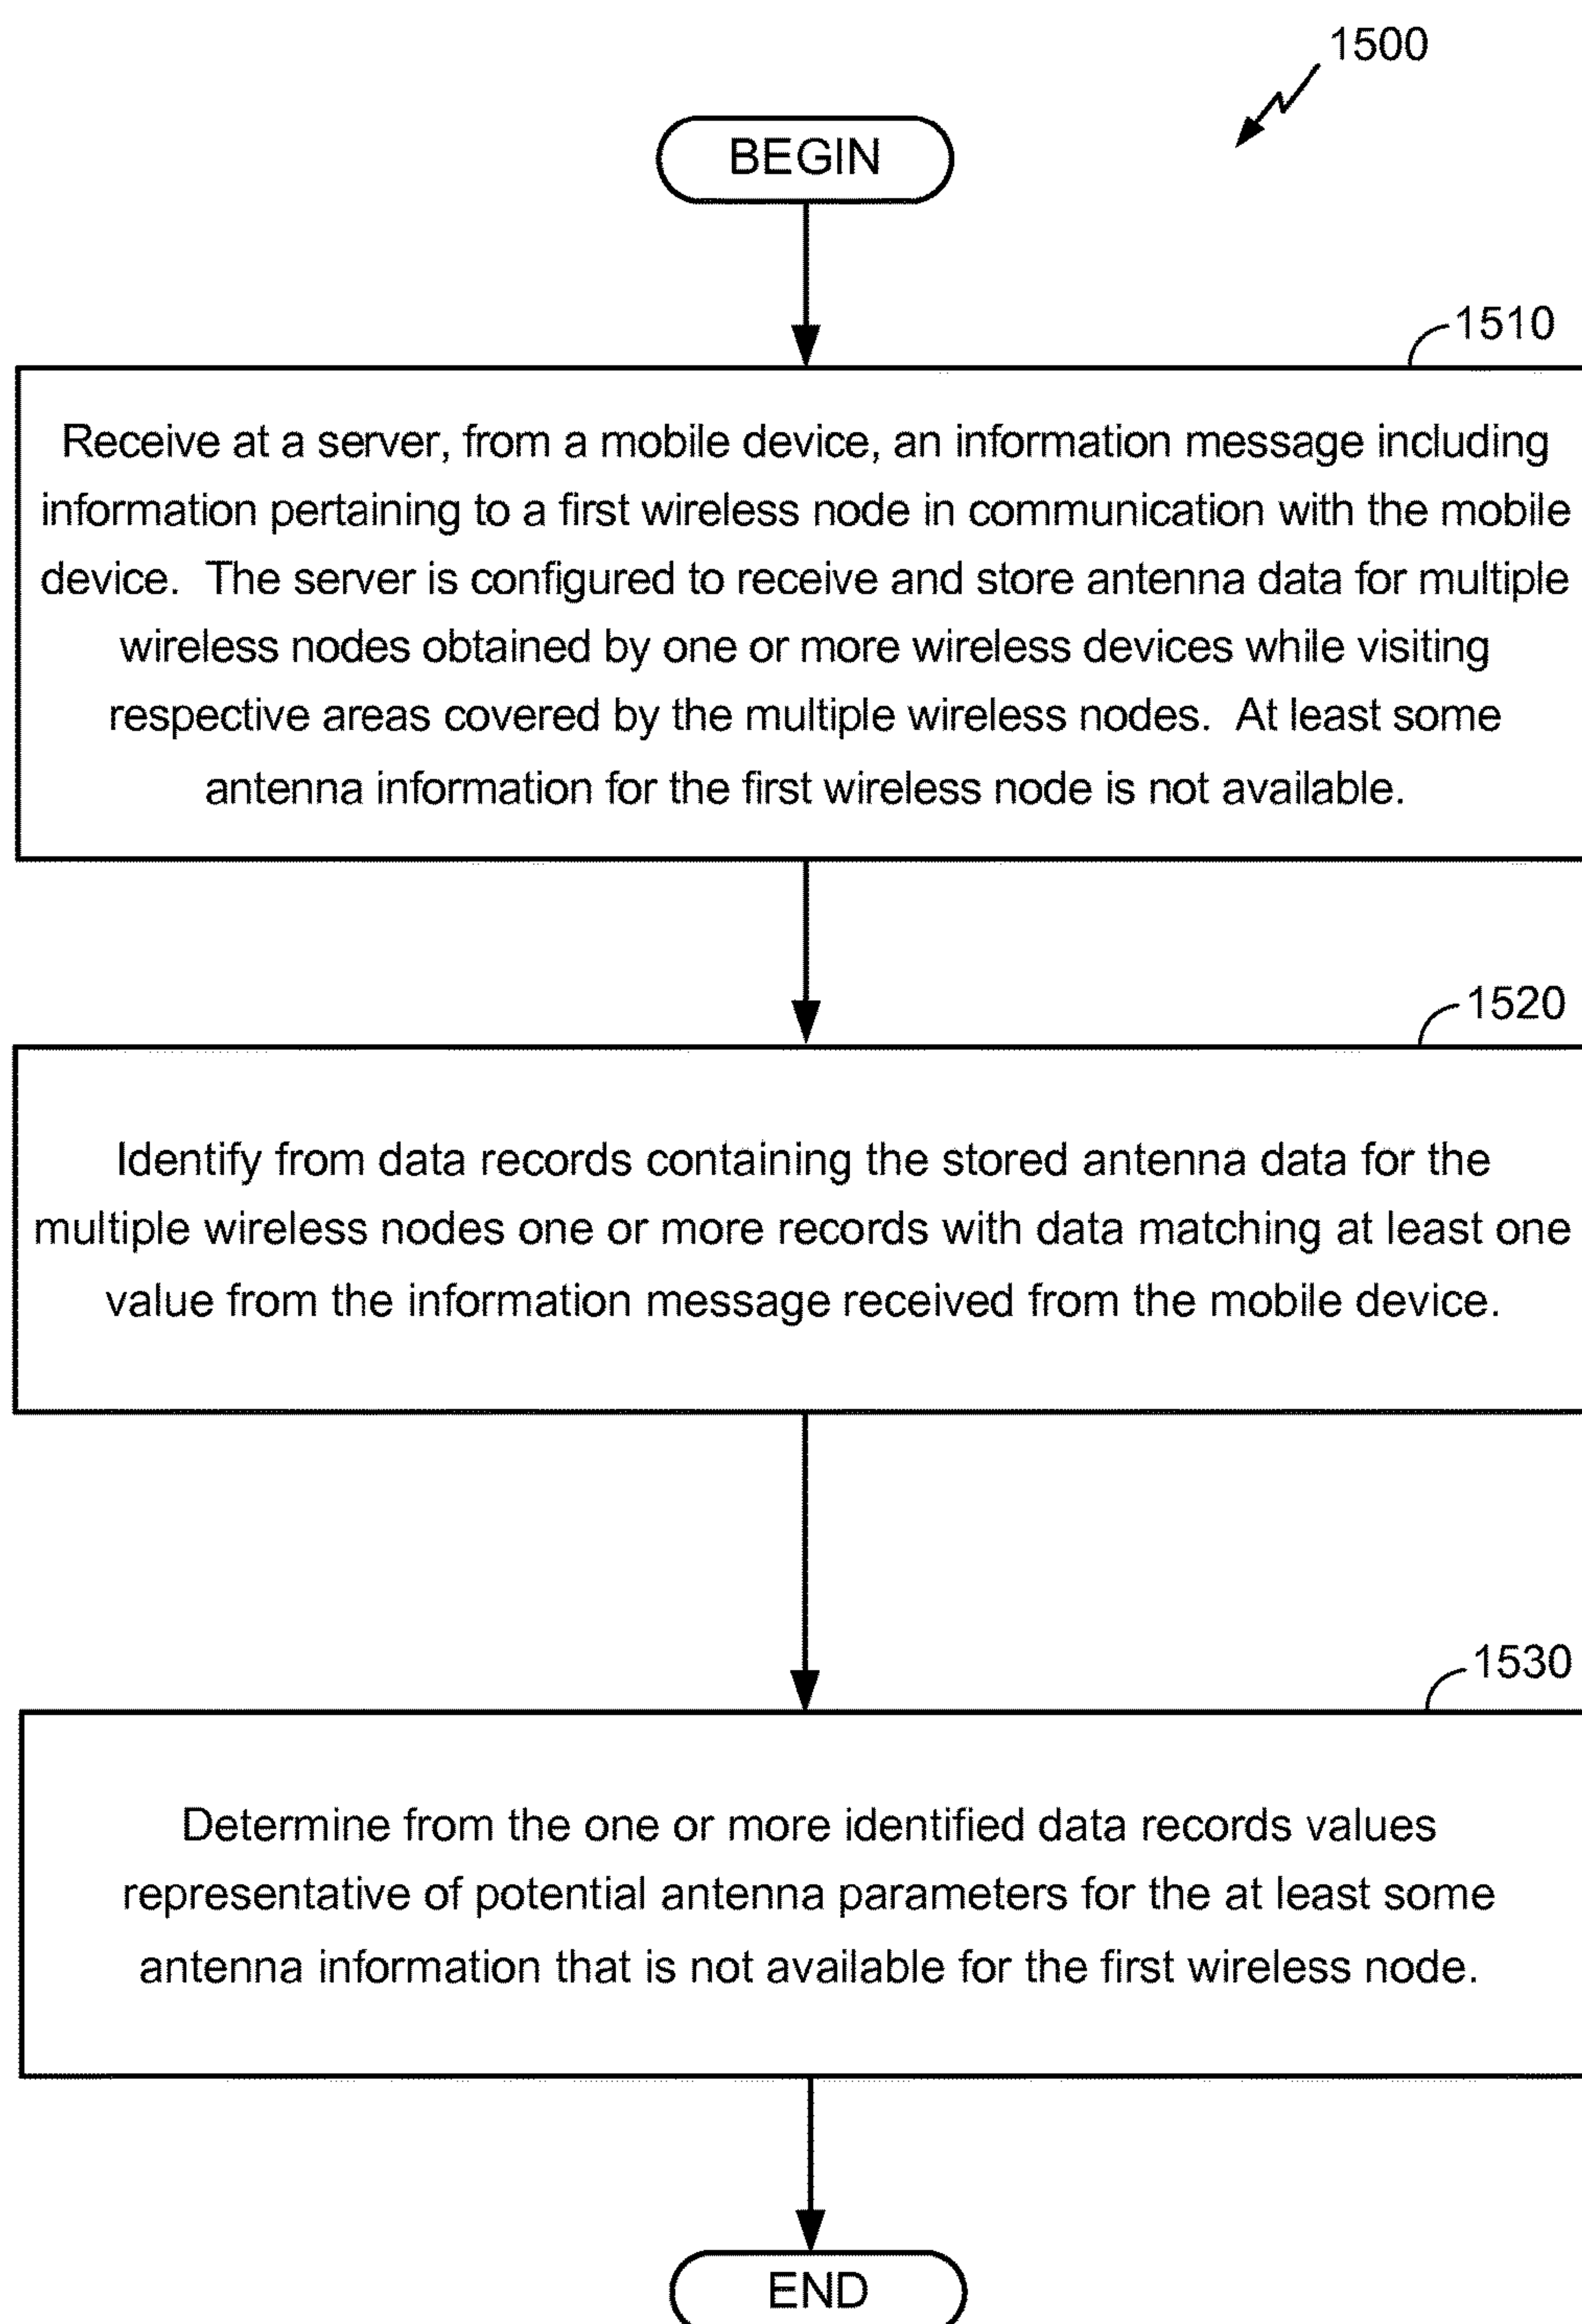 1500
BEGIN
1510
Receive at a server, from a mobile device, an information message including
information pertaining to a first wireless node in communication with the mobile
device.  The server is configured to receive and store antenna data for multiple
wireless nodes obtained by one or more wireless devices while visiting
respective areas covered by the multiple wireless nodes.  At least some
antenna information for the first wireless node is not available.
1520
Identify from data records containing the stored antenna data for the
multiple wireless nodes one or more records with data matching at least one
value from the information message received from the mobile device.
1530
Determine from the one or more identified data records values
representative of potential antenna parameters for the at least some
antenna information that is not available for the first wireless node.
END